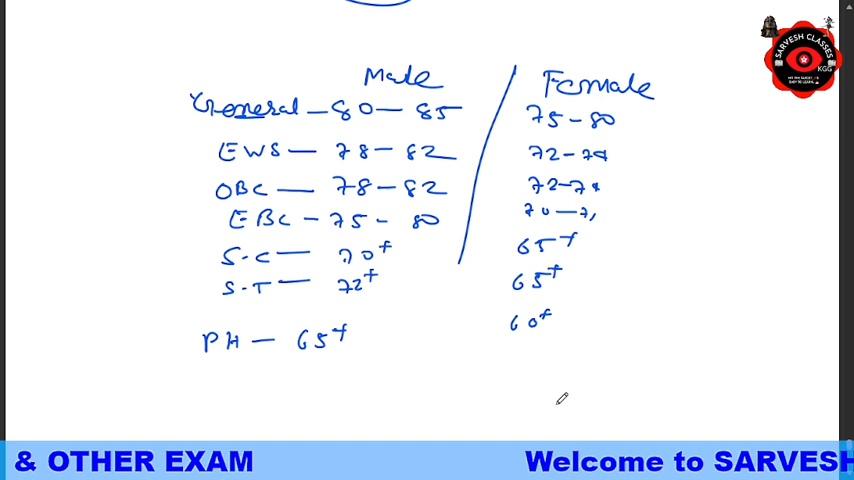 Male Female
General - 80 - 85 75 - 80
EWS - 78 - 82 72 - 78
OBC - 78 - 82 72 - 78
EBC - 75 - 80 70 -
S.C - 70+ 65+
S.T - 72+ 65+
PH - 65+ 60+
SARVESH CLASSES
KGG
& OTHER EXAM Welcome to SARVESH